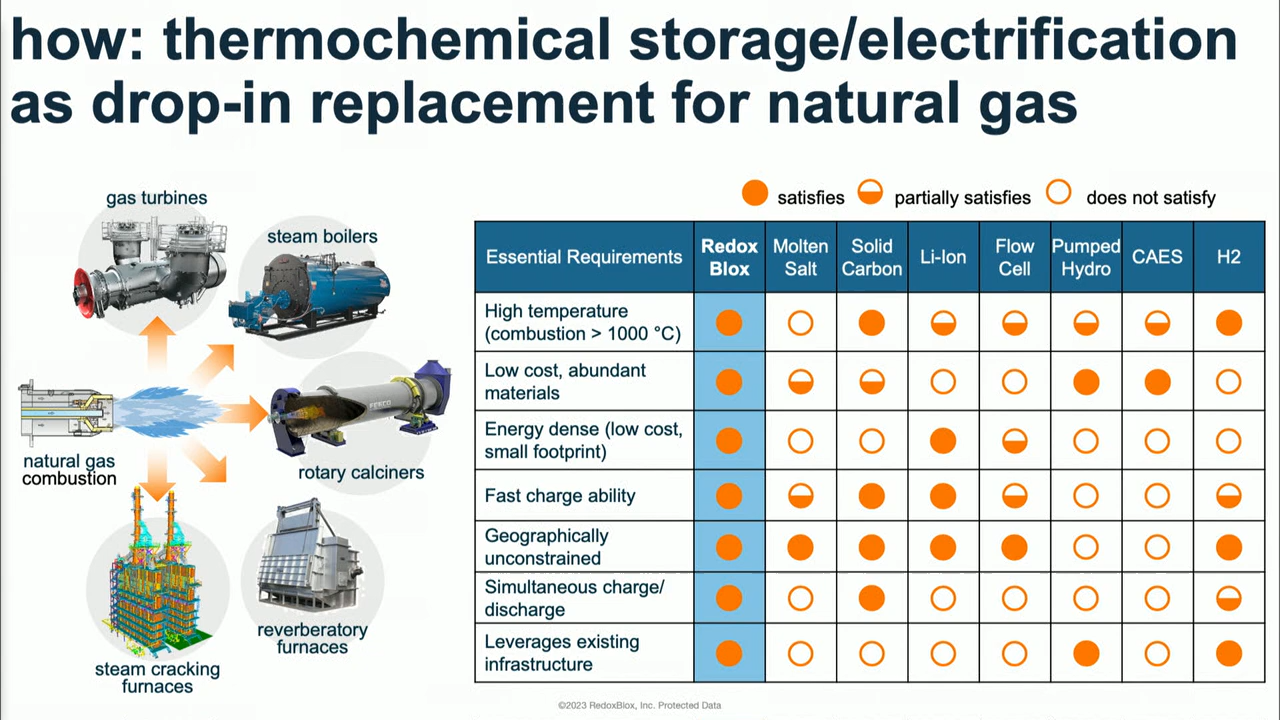 how: thermochemical storage/electrification
as drop-in replacement for natural gas
gas turbines
steam boilers
rotary calciners
natural gas
combustion
reverberatory
furnaces
steam cracking
furnaces
FEECO
satisfies
partially satisfies
does not satisfy
Essential Requirements
Redox
Blox
Molten
Salt
Solid
Carbon
Li-Ion
Flow
Cell
Pumped
Hydro
CAES
H2
High temperature
(combustion > 1000 °C)
Low cost, abundant
materials
Energy dense (low cost,
small footprint)
Fast charge ability
Geographically
unconstrained
Simultaneous charge/
discharge
Leverages existing
infrastructure
©2023 RedoxBlox, Inc. Protected Data